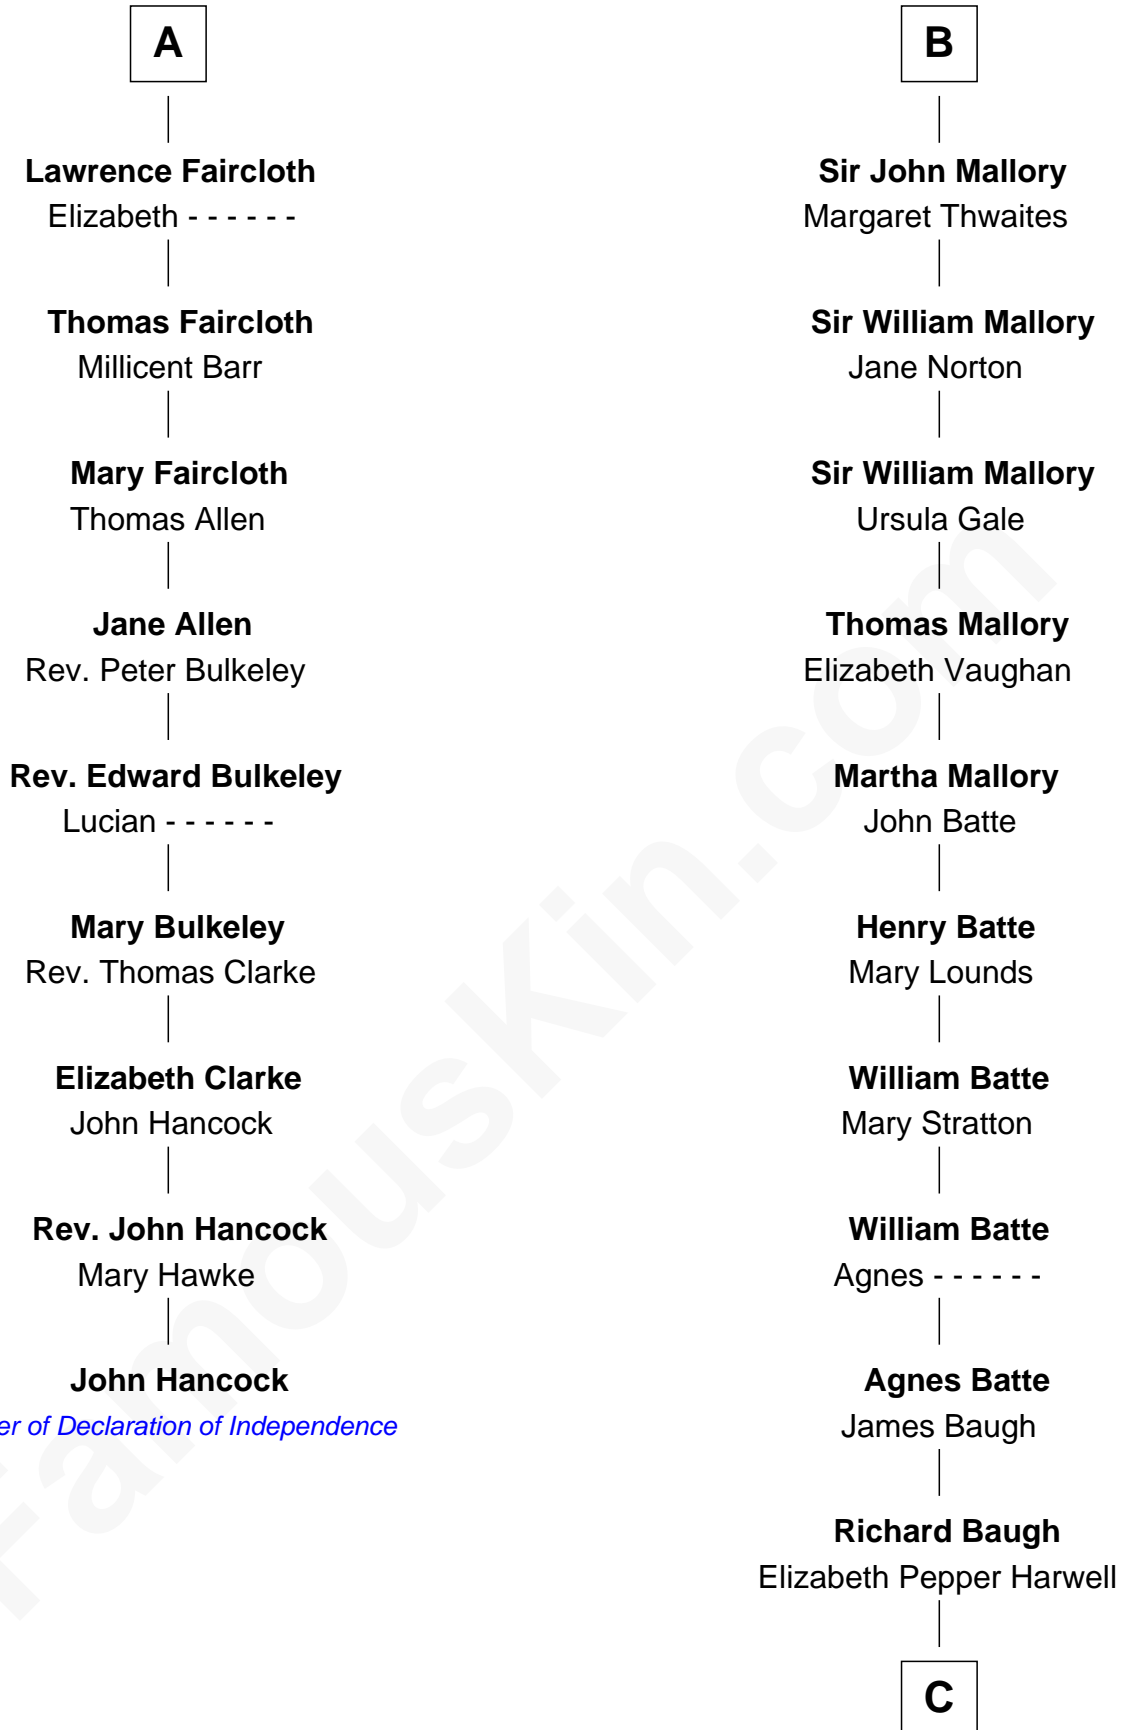 A
Lawrence Faircloth
Elizabeth - - - - - -
Thomas Faircloth
Millicent Barr
Mary Faircloth
Thomas Allen
Jane Allen
Rev. Peter Bulkeley
Rev. Edward Bulkeley
Lucian - - - - - -
Mary Bulkeley
Rev. Thomas Clarke
Elizabeth Clarke
John Hancock
Rev. John Hancock
Mary Hawke
John Hancock
er of Declaration of Independence
B
Sir John Mallory
Margaret Thwaites
Sir William Mallory
Jane Norton
Sir William Mallory
Ursula Gale
Thomas Mallory
Elizabeth Vaughan
Martha Mallory
John Batte
Henry Batte
Mary Lounds
William Batte
Mary Stratton
William Batte
Agnes - - - - - -
Agnes Batte
James Baugh
Richard Baugh
Elizabeth Pepper Harwell
C
FamousKin.com